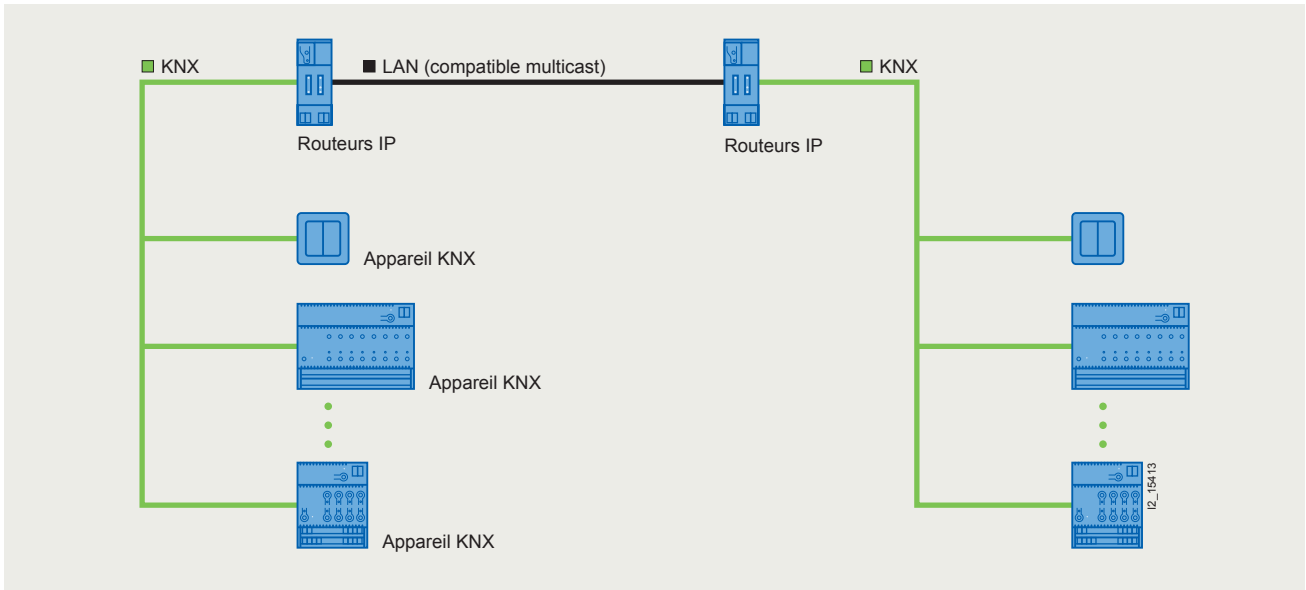 KNX
LAN (compatible multicast)
KNX
Routeurs IP
Routeurs IP
Appareil KNX
Appareil KNX
Appareil KNX
I2_15413